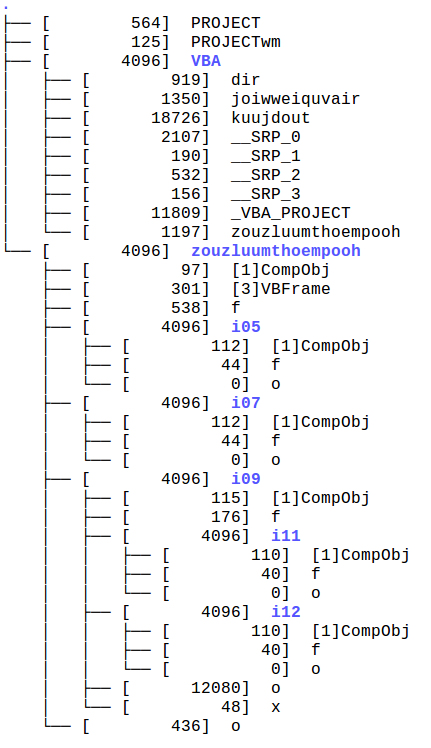 .
├── [        564]  PROJECT
├── [        125]  PROJECTwm
├── [       4096]  VBA
│   ├── [        919]  dir
│   ├── [       1350]  joiwweiquvair
│   ├── [      18726]  kuujdout
│   ├── [       2107]  __SRP_0
│   ├── [        190]  __SRP_1
│   ├── [        532]  __SRP_2
│   ├── [        156]  __SRP_3
│   ├── [      11809]  _VBA_PROJECT
│   └── [       1197]  zouzluumthoempooh
└── [       4096]  zouzluumthoempooh
    ├── [         97]  [1]CompObj
    ├── [        301]  [3]VBFrame
    ├── [        538]  f
    ├── [       4096]  i05
    │   ├── [        112]  [1]CompObj
    │   ├── [         44]  f
    │   └── [          0]  o
    ├── [       4096]  i07
    │   ├── [        112]  [1]CompObj
    │   ├── [         44]  f
    │   └── [          0]  o
    ├── [       4096]  i09
    │   ├── [        115]  [1]CompObj
    │   ├── [        176]  f
    │   ├── [       4096]  i11
    │   │   ├── [        110]  [1]CompObj
    │   │   ├── [         40]  f
    │   │   └── [          0]  o
    │   ├── [       4096]  i12
    │   │   ├── [        110]  [1]CompObj
    │   │   ├── [         40]  f
    │   │   └── [          0]  o
    │   ├── [      12080]  o
    │   └── [         48]  x
    └── [        436]  o